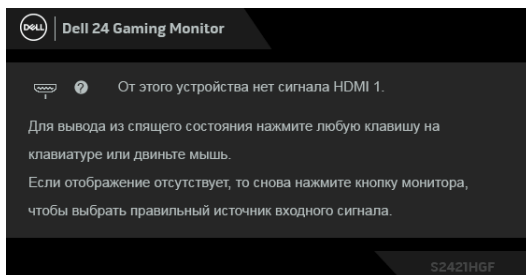 DELL
Dell 24 Gaming Monitor
От этого устройства нет сигнала HDMI 1.
Для вывода из спящего состояния нажмите любую клавишу на
клавиатуре или двиньте мышь.
Если отображение отсутствует, то снова нажмите кнопку монитора,
чтобы выбрать правильный источник входного сигнала.
S2421HGF